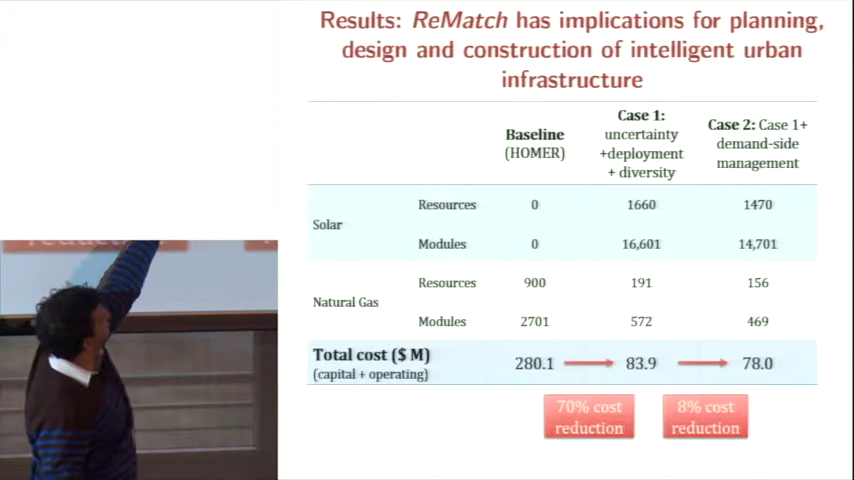 Results: ReMatch has implications for planning,
design and construction of intelligent urban
infrastructure
Baseline
(HOMER)
Case 1:
uncertainty
+deployment
+ diversity
Case 2: Case 1+
demand-side
management
Solar
Resources 0 1660 1470
Modules 0 16,601 14,701
Natural Gas
Resources 900 191 156
Modules 2701 572 469
Total cost ($ M)
(capital + operating)
280.1 83.9 78.0
70% cost
reduction
8% cost
reduction
reduction